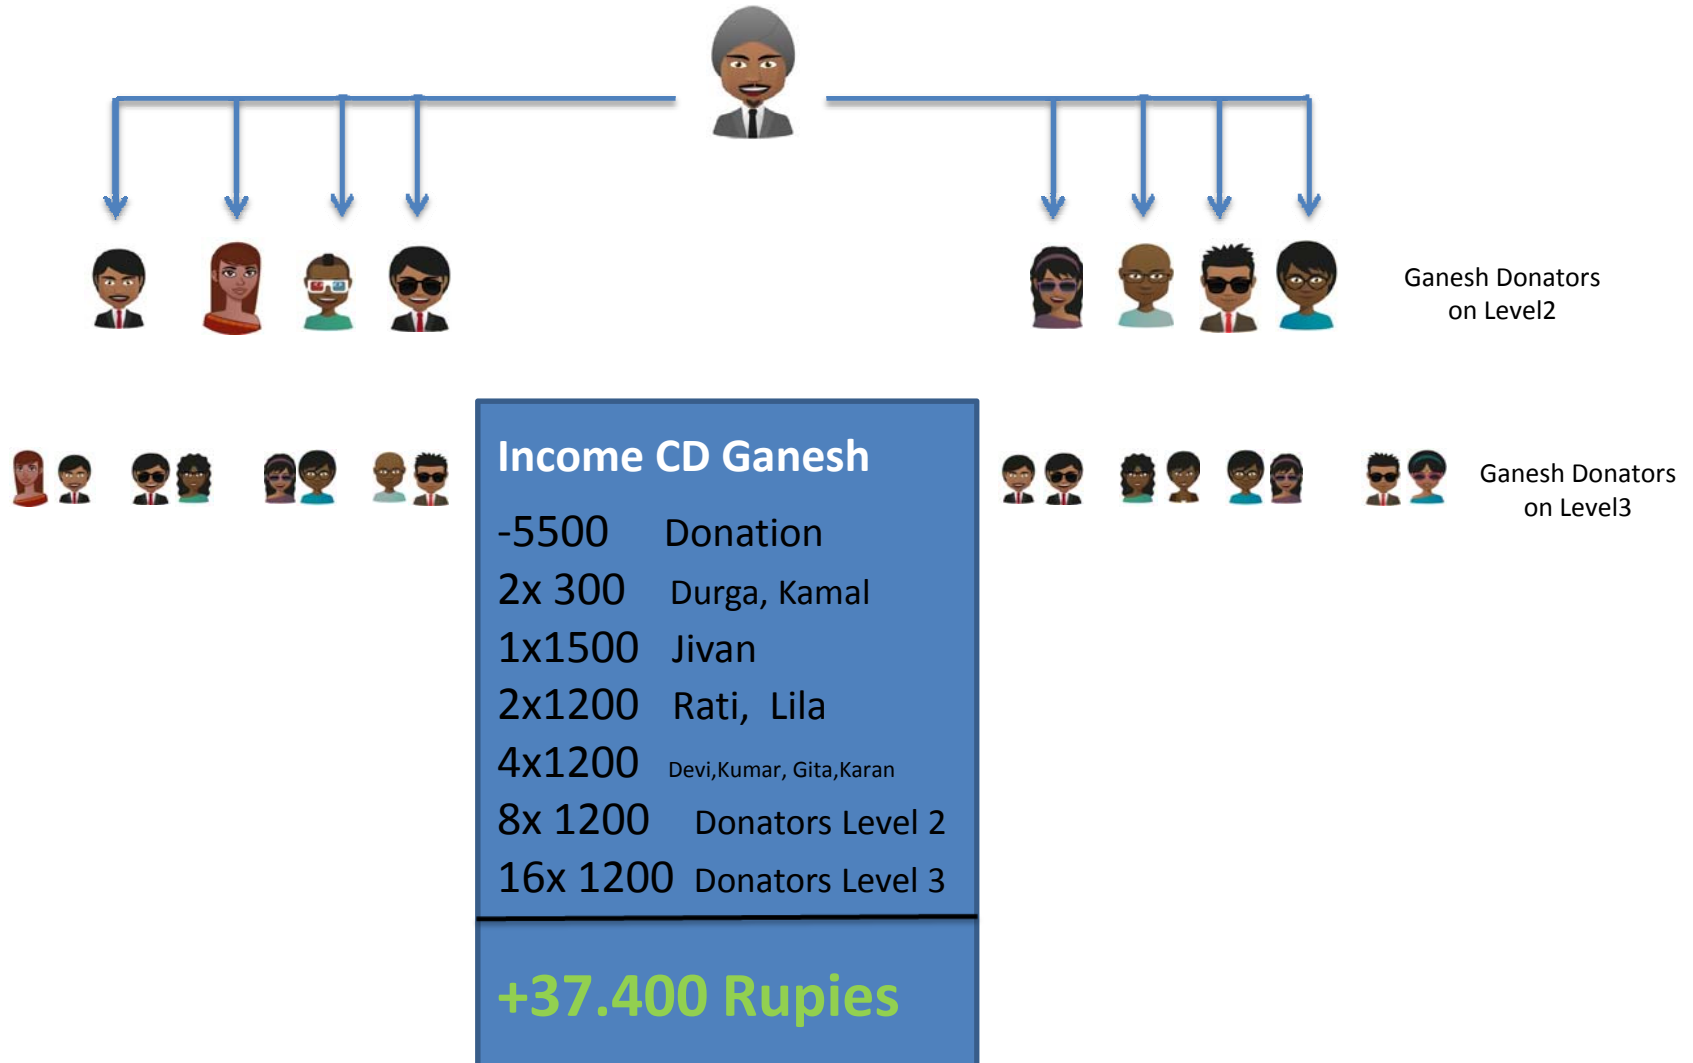 Ganesh Donators
on Level2
Income CD Ganesh
-5500 Donation
2x 300 Durga, Kamal
1x1500 Jivan
2x1200 Rati, Lila
4x1200 Devi,Kumar, Gita,Karan
8x 1200 Donators Level 2
16x 1200 Donators Level 3
+37.400 Rupies
Ganesh Donators
on Level3